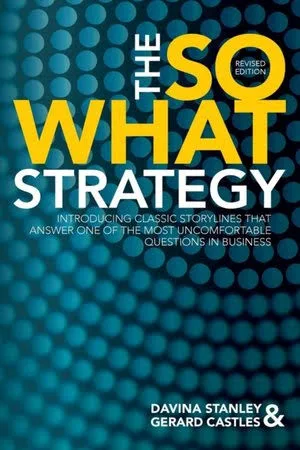 THE SO
REVISED
EDITION
WHAT
STRATEGY
INTRODUCING CLASSIC STORYLINES THAT
ANSWER ONE OF THE MOST UNCOMFORTABLE
QUESTIONS IN BUSINESS
DAVINA STANLEY &
GERARD CASTLES